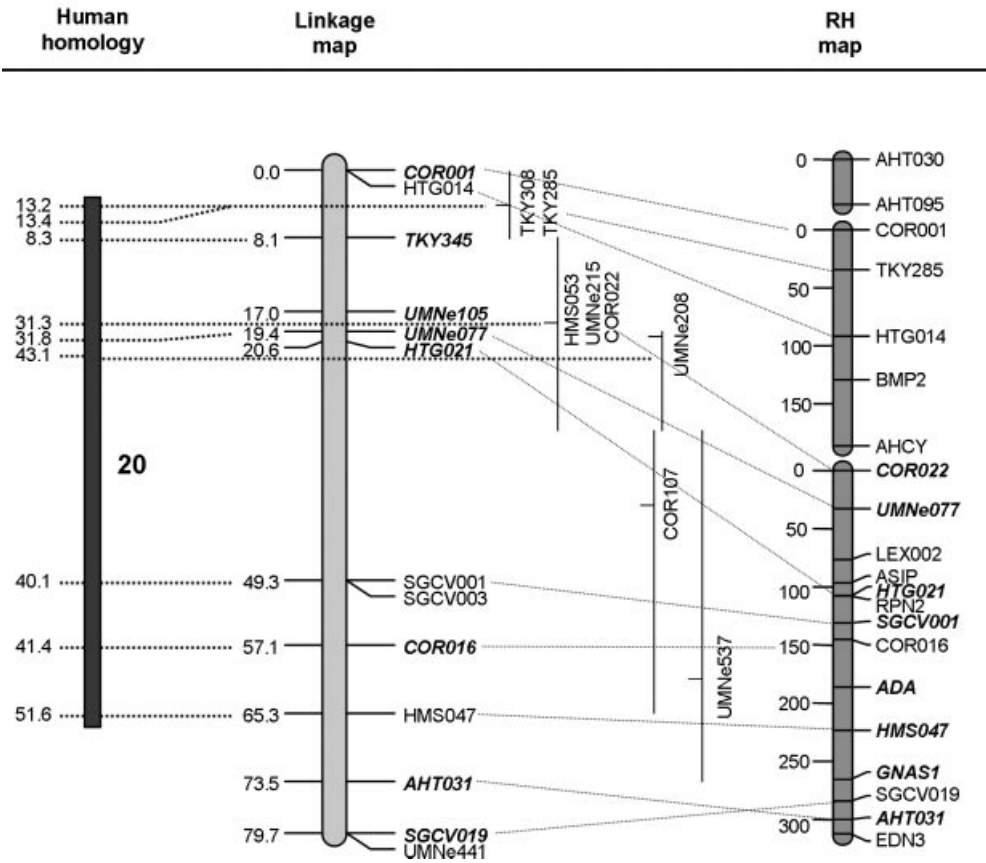 Human
homology
Linkage
map
RH
map
13.2
13.4
8.3
31.3
31.8
43.1
20
40.1
41.4
51.6
0.0
8.1
17.0
19.4
20.6
49.3
57.1
65.3
73.5
79.7
COR001
HTG014
TKY345
UMNe105
UMNe077
HTG021
SGCV001
SGCV003
COR016
HMS047
AHT031
SGCV019
UMNe441
TKY308
TKY285
HMS053
UMNe215
COR022
UMNe208
COR107
UMNe537
0
0
50
100
150
0
50
100
150
200
250
300
AHT030
AHT095
COR001
TKY285
HTG014
BMP2
AHCY
COR022
UMNe077
LEX002
ASIP
HTG021
RPN2
SGCV001
COR016
ADA
HMS047
GNAS1
SGCV019
AHT031
EDN3